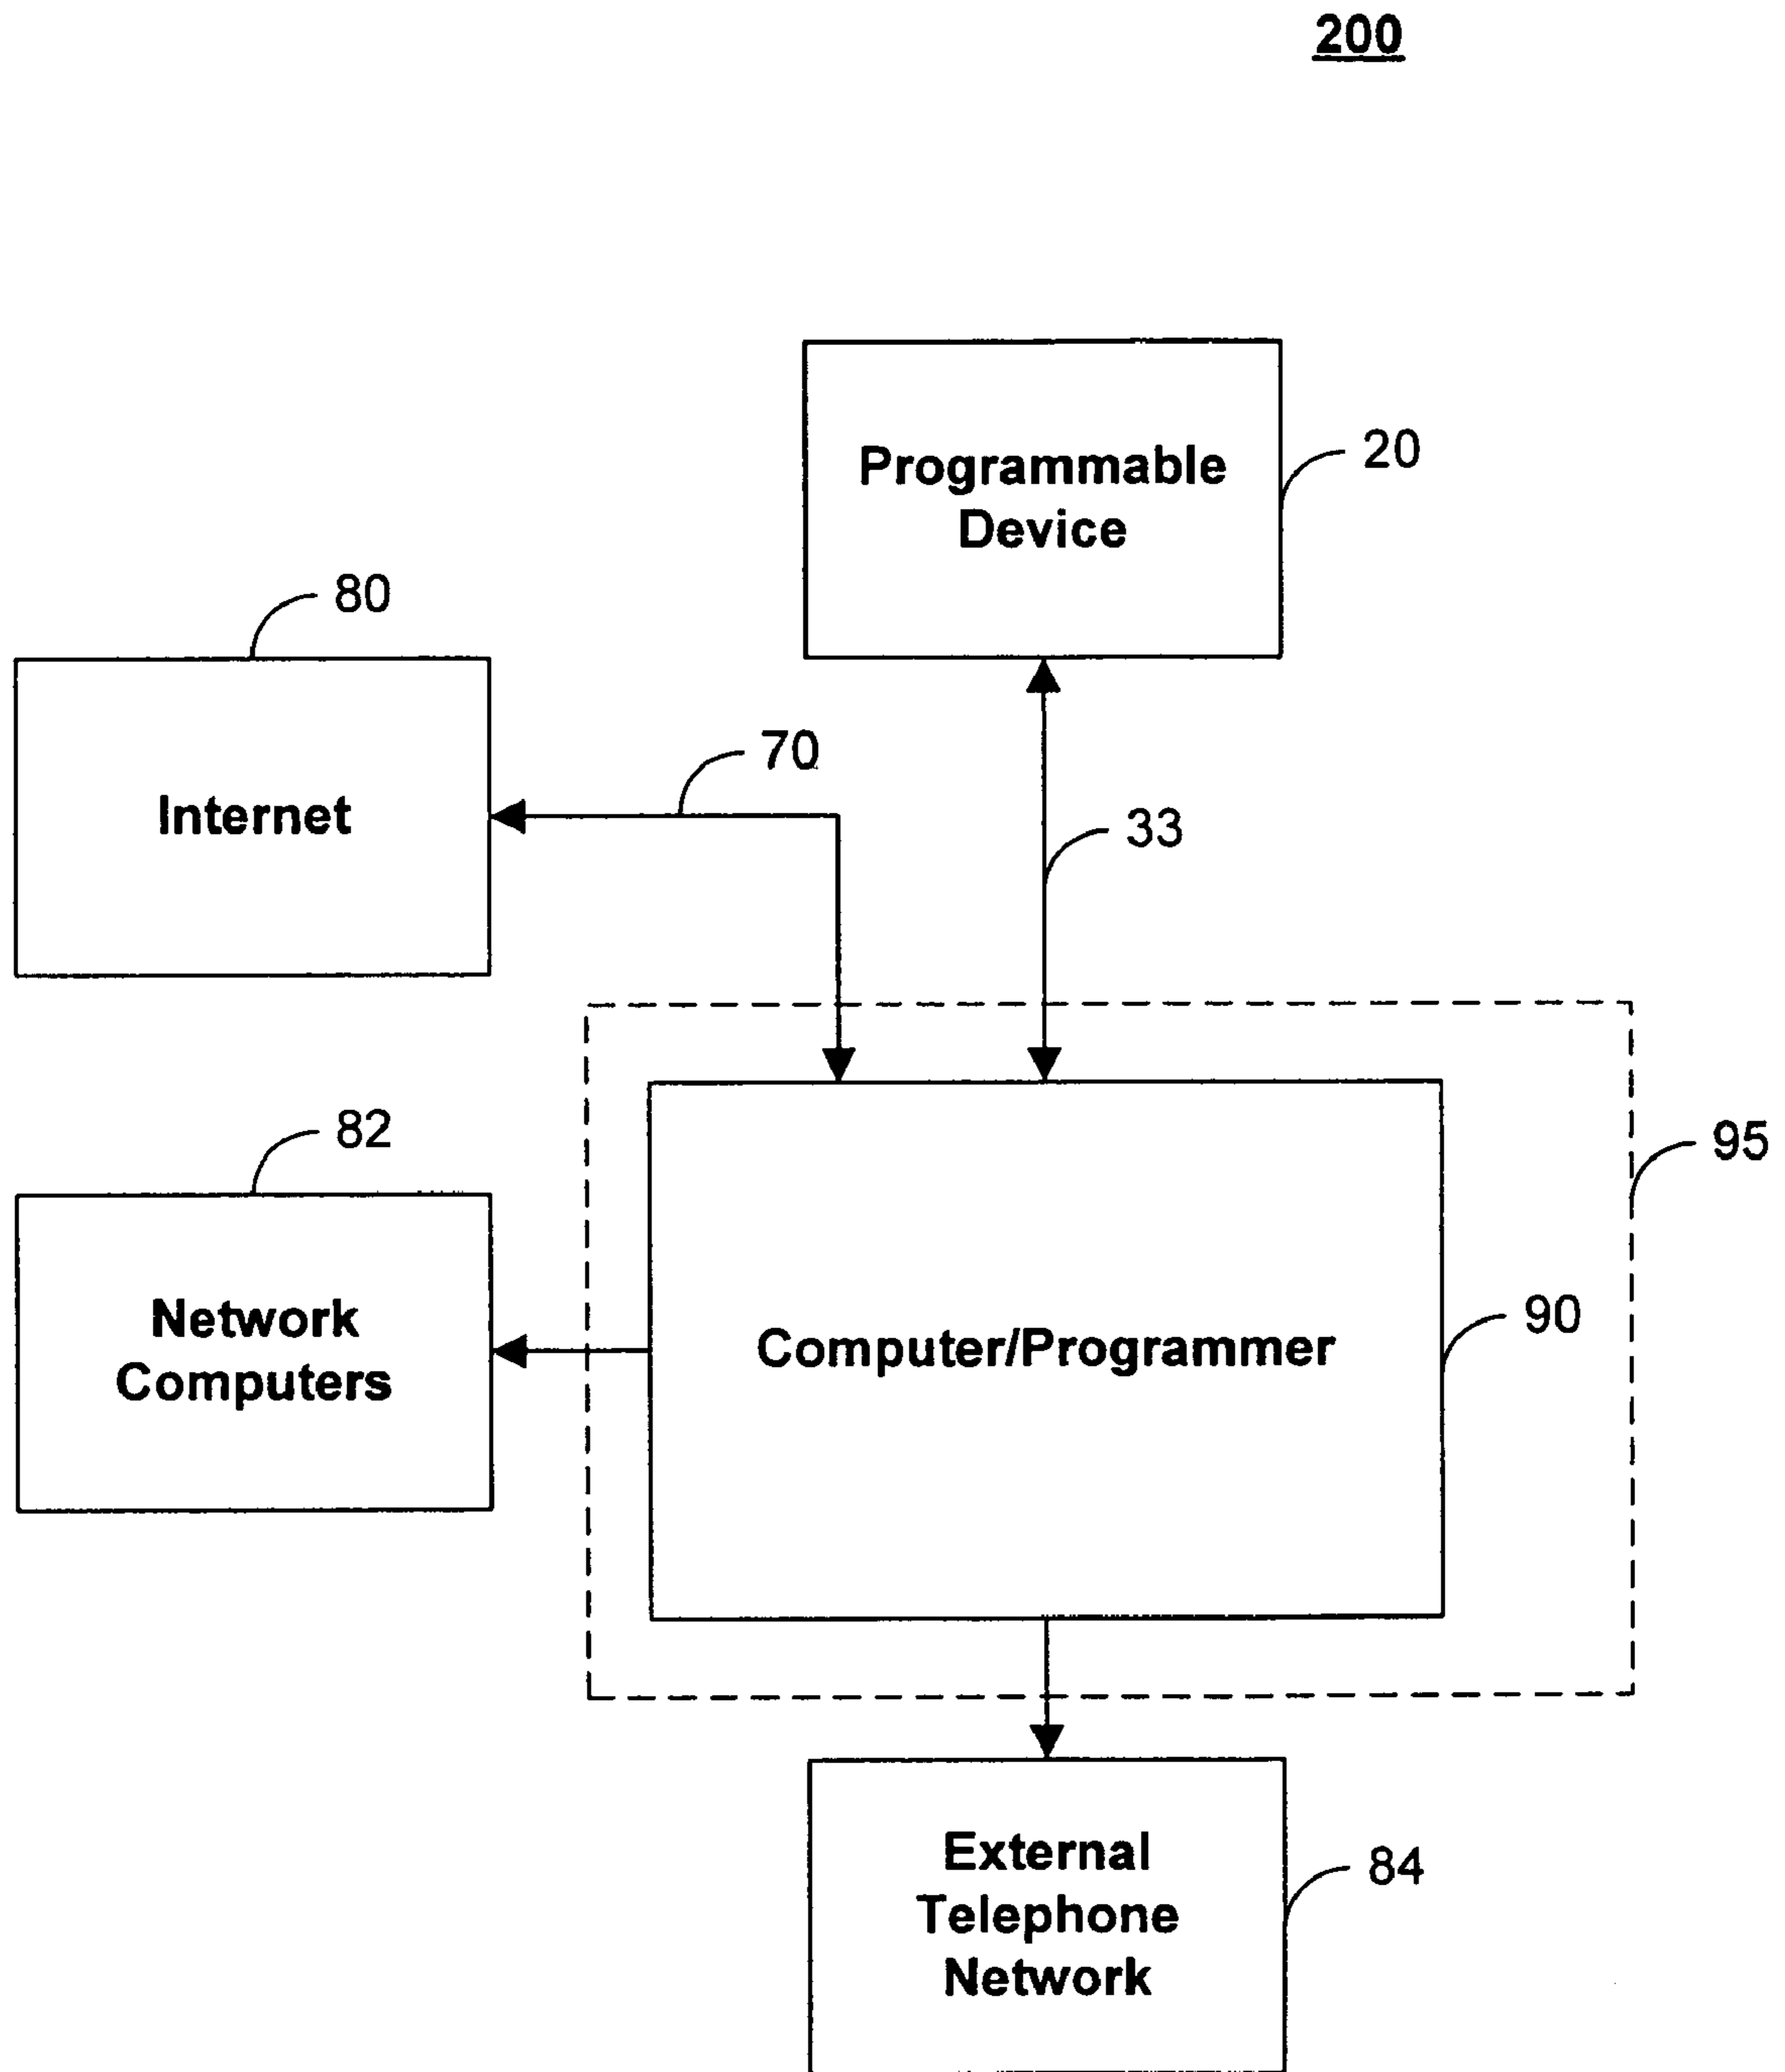 200
Programmable
Device
20
80
Internet
70
33
82
Network
Computers
95
Computer/Programmer
90
External
Telephone
Network
84